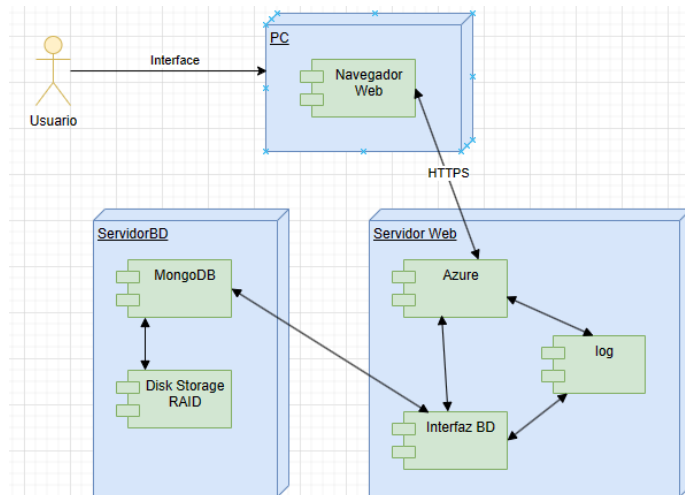 PC
Interface
Navegador
Web
Usuario
HTTPS
ServidorBD
Servidor Web
MongoDB
Azure
log
Disk Storage
RAID
Interfaz BD